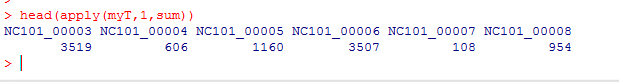 > head(apply(myT,1,sum))
NC101_00003 NC101_00004 NC101_00005 NC101_00006 NC101_00007 NC101_00008
3519 606 1160 3507 108 954
>